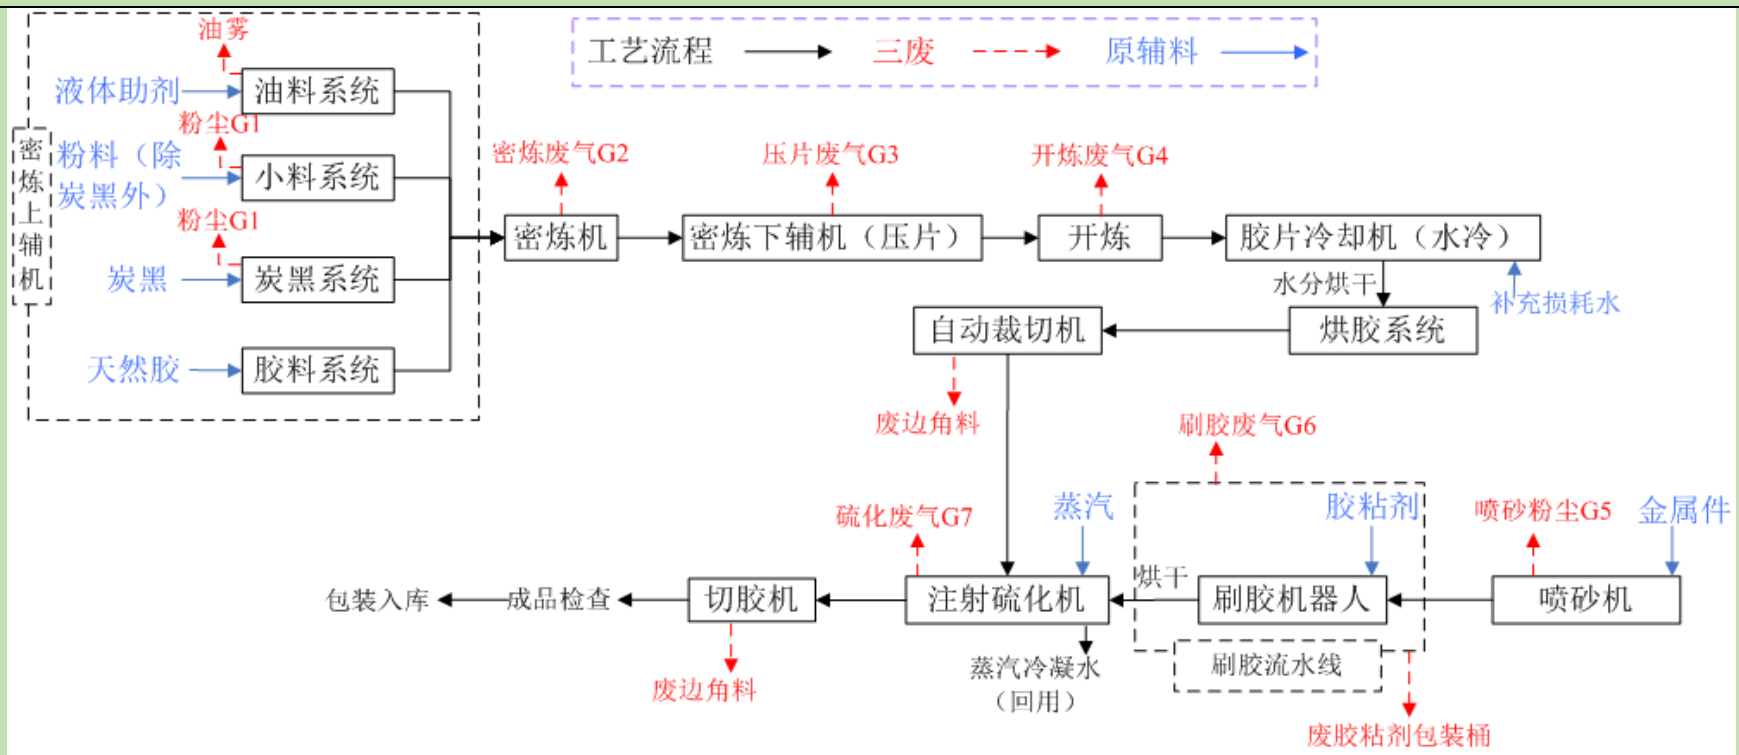 工艺流程
三废
原辅料
油雾
液体助剂
油料系统
粉尘G1
粉料（除
炭黑外）
小料系统
粉尘G1
炭黑
炭黑系统
天然胶
胶料系统
密炼上辅机
密炼废气G2
密炼机
压片废气G3
密炼下辅机（压片）
开炼废气G4
开炼
胶片冷却机（水冷）
水分烘干
补充损耗水
烘胶系统
自动裁切机
废边角料
刷胶废气G6
硫化废气G7
蒸汽
胶粘剂
喷砂粉尘G5
金属件
包装入库
成品检查
切胶机
注射硫化机
烘干
刷胶机器人
喷砂机
废边角料
蒸汽冷凝水
（回用）
刷胶流水线
废胶粘剂包装桶